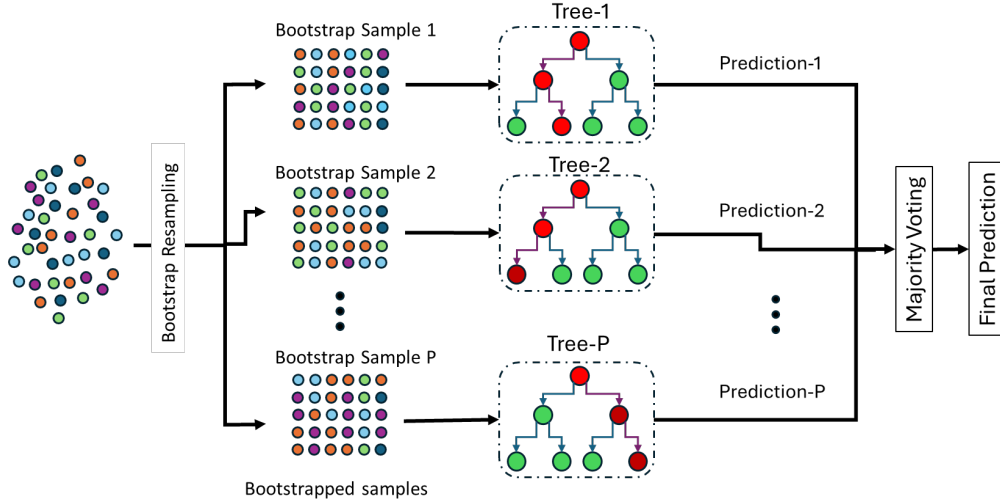 Bootstrap Resampling
Bootstrap Sample 1
Tree-1
Prediction-1
Bootstrap Sample 2
Tree-2
Prediction-2
Bootstrap Sample P
Tree-P
Prediction-P
Bootstrapped samples
Majority Voting
Final Prediction